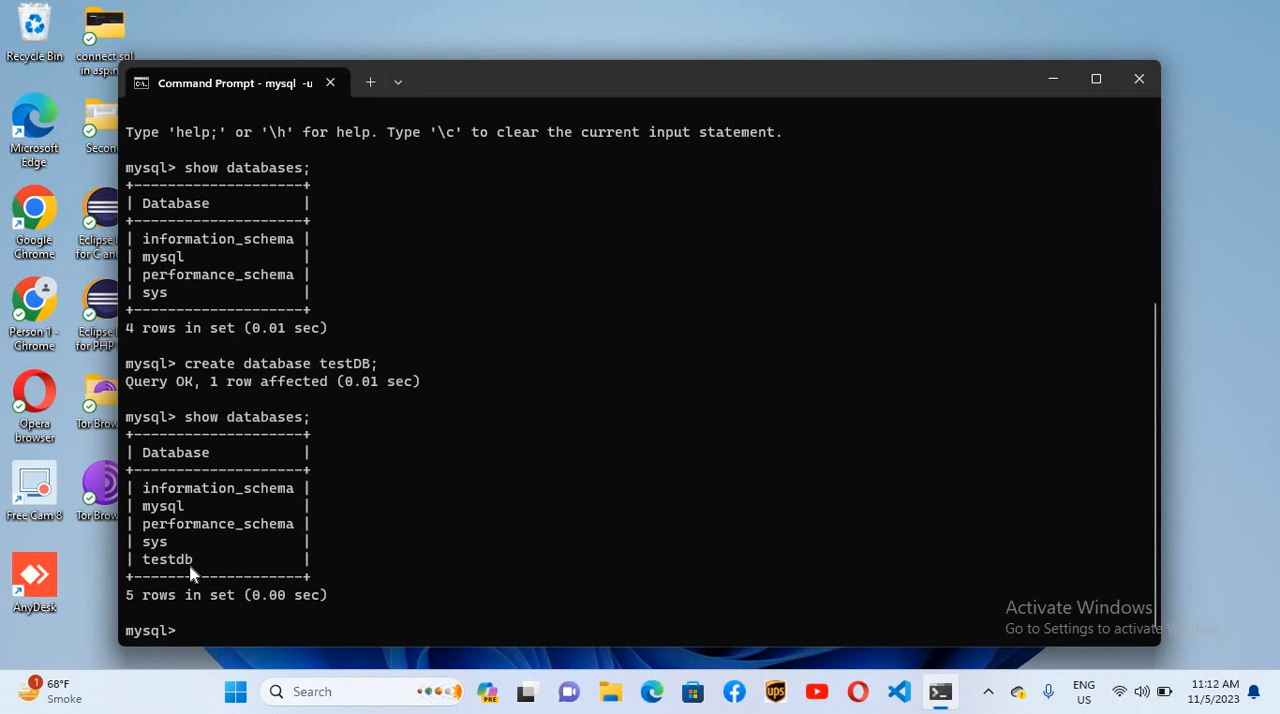 Recycle Bin
connect sql
in asp.n
Microsoft
Edge
Secon
Google
Chrome
Eclipse I
for C an
Person 1 -
Chrome
Eclipse I
for PHP
Opera
browser
Tor Brow
Free Cam 8
Tor Brow
AnyDesk
Command Prompt - mysql -u
Type 'help;' or '\h' for help. Type '\c' to clear the current input statement.
mysql> show databases;
+--------------------+
| Database           |
+--------------------+
| information_schema |
| mysql              |
| performance_schema |
| sys                |
+--------------------+
4 rows in set (0.01 sec)
mysql> create database testDB;
Query OK, 1 row affected (0.01 sec)
mysql> show databases;
+--------------------+
| Database           |
+--------------------+
| information_schema |
| mysql              |
| performance_schema |
| sys                |
| testdb             |
+--------------------+
5 rows in set (0.00 sec)
mysql>
Activate Windows
Go to Settings to activate Windows.
1
68°F
Smoke
Search
PRE
ups
ENG
US
11:12 AM
11/5/2023